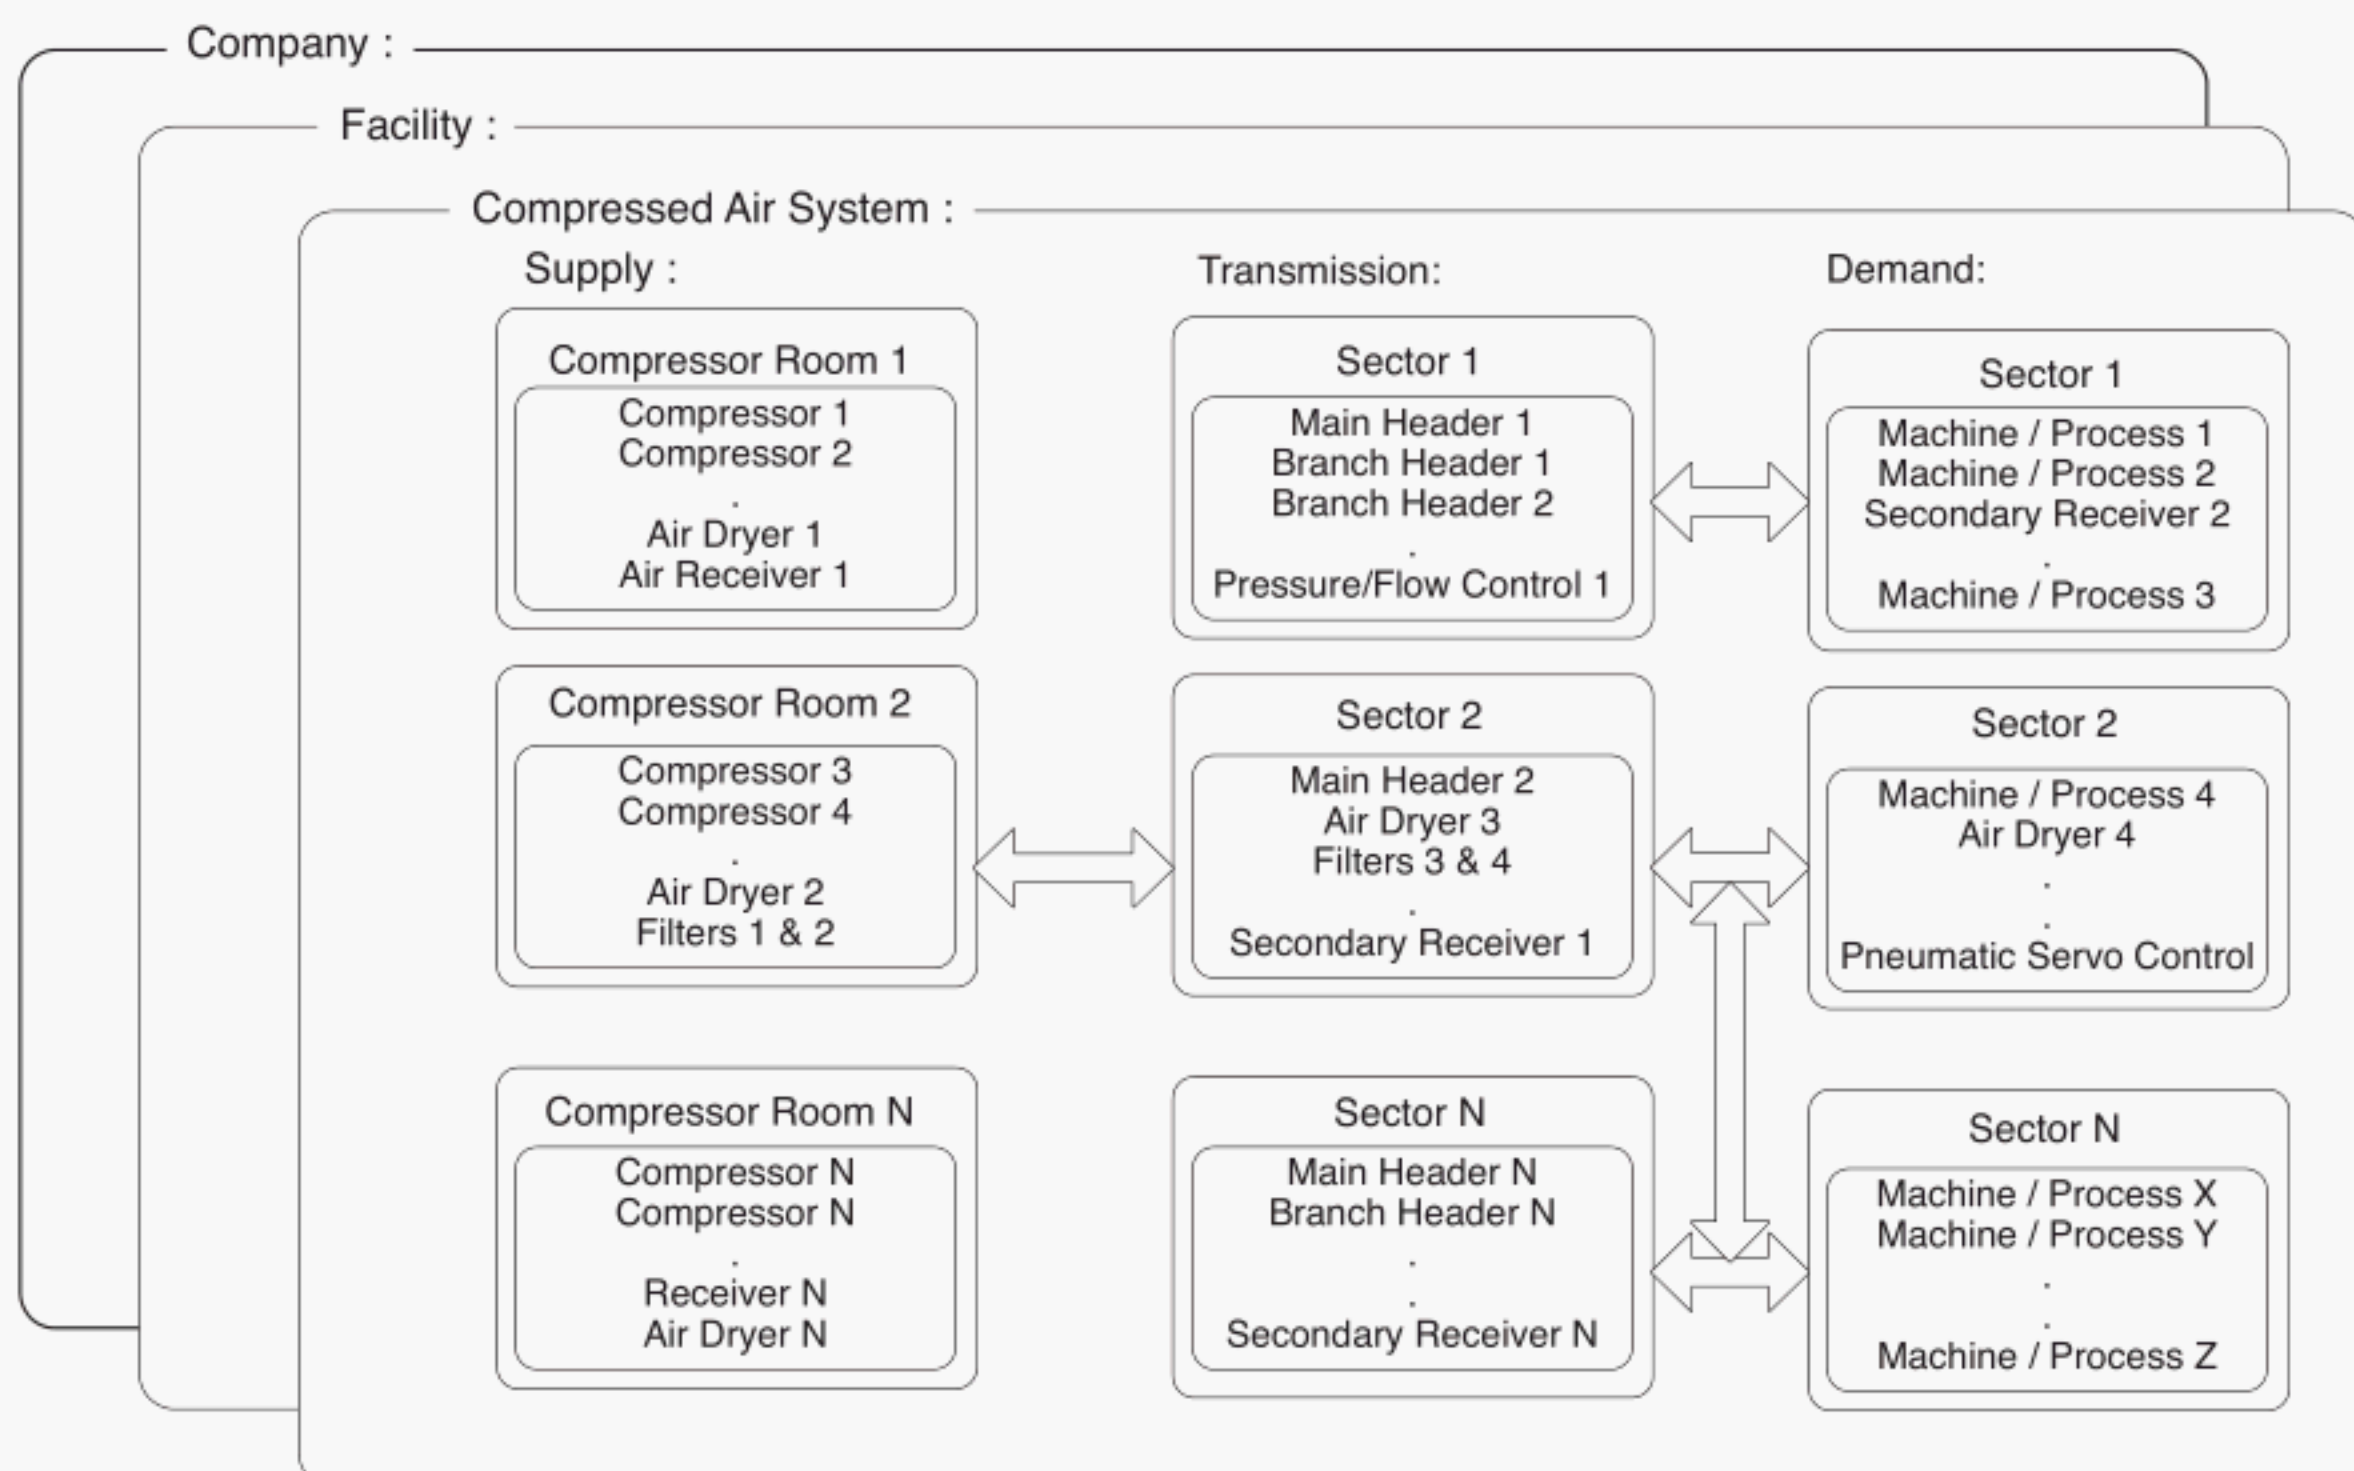 Company :
Facility :
Compressed Air System :
Supply :
Transmission:
Demand:
Compressor Room 1
Compressor 1
Compressor 2
.
Air Dryer 1
Air Receiver 1
Sector 1
Main Header 1
Branch Header 1
Branch Header 2
.
Pressure/Flow Control 1
Sector 1
Machine / Process 1
Machine / Process 2
Secondary Receiver 2
.
Machine / Process 3
Compressor Room 2
Compressor 3
Compressor 4
.
Air Dryer 2
Filters 1 & 2
Sector 2
Main Header 2
Air Dryer 3
Filters 3 & 4
.
Secondary Receiver 1
Sector 2
Machine / Process 4
Air Dryer 4
.
.
Pneumatic Servo Control
Compressor Room N
Compressor N
Compressor N
.
Receiver N
Air Dryer N
Sector N
Main Header N
Branch Header N
.
.
Secondary Receiver N
Sector N
Machine / Process X
Machine / Process Y
.
.
Machine / Process Z